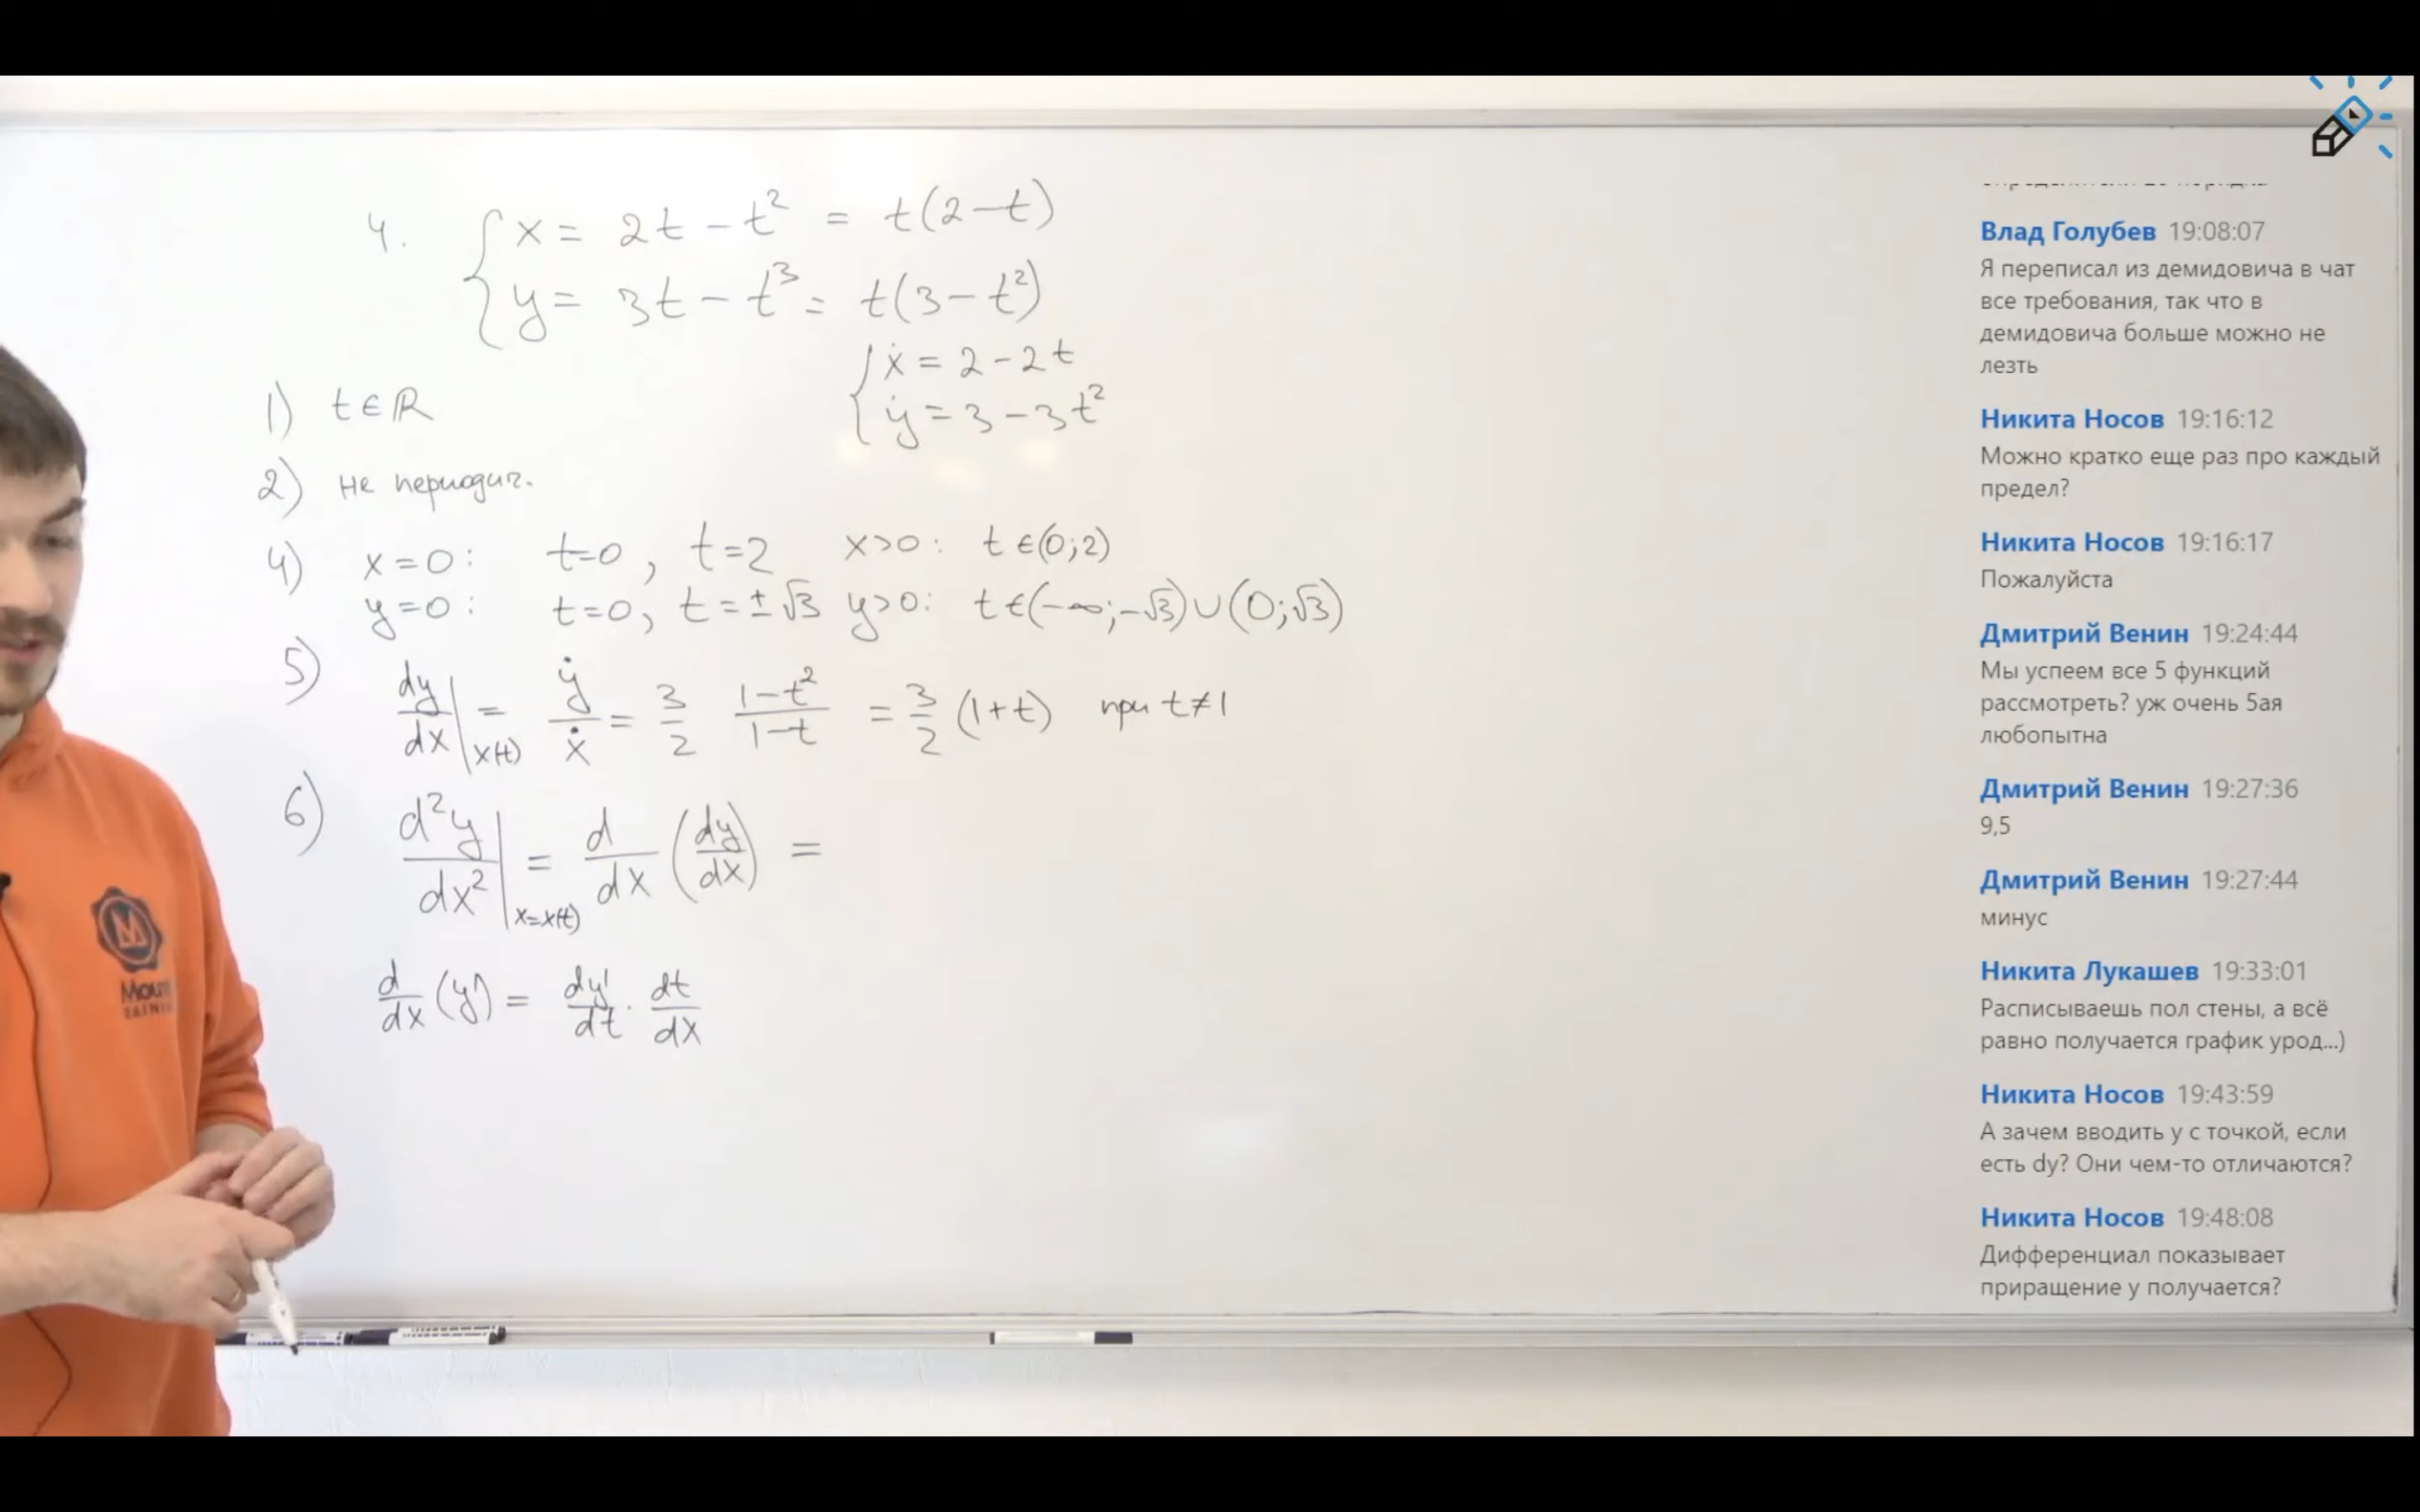 4. { x = 2t - t² = t(2-t)
y = 3t - t³ = t(3-t²)
{ ẋ = 2-2t
ẏ = 3-3t²
1) t∈ℝ
2) не периодич.
4) x=0: t=0, t=2 x>0: t∈(0;2)
y=0: t=0, t=±√3 y>0: t∈(-∞;-√3)∪(0;√3)
5) dy/dx|x(t) = ẏ/ẋ = 3/2 (1-t²)/(1-t) = 3/2 (1+t) при t≠1
6) d²y/dx²|x=x(t) = d/dx (dy/dx) =
d/dx (y') = dy'/dt · dt/dx
M
Влад Голубев 19:08:07
Я переписал из демидовича в чат
все требования, так что в
демидовича больше можно не
лезть
Никита Носов 19:16:12
Можно кратко еще раз про каждый
предел?
Никита Носов 19:16:17
Пожалуйста
Дмитрий Венин 19:24:44
Мы успеем все 5 функций
рассмотреть? уж очень 5ая
любопытна
Дмитрий Венин 19:27:36
9,5
Дмитрий Венин 19:27:44
минус
Никита Лукашев 19:33:01
Расписываешь пол стены, а всё
равно получается график урод...)
Никита Носов 19:43:59
А зачем вводить у с точкой, если
есть dy? Они чем-то отличаются?
Никита Носов 19:48:08
Дифференциал показывает
приращение у получается?